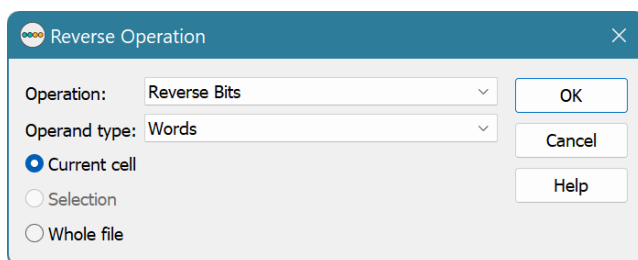 Reverse Operation
Operation: Reverse Bits OK
Operand type: Words
Cancel
Current cell
Help
Selection
Whole file